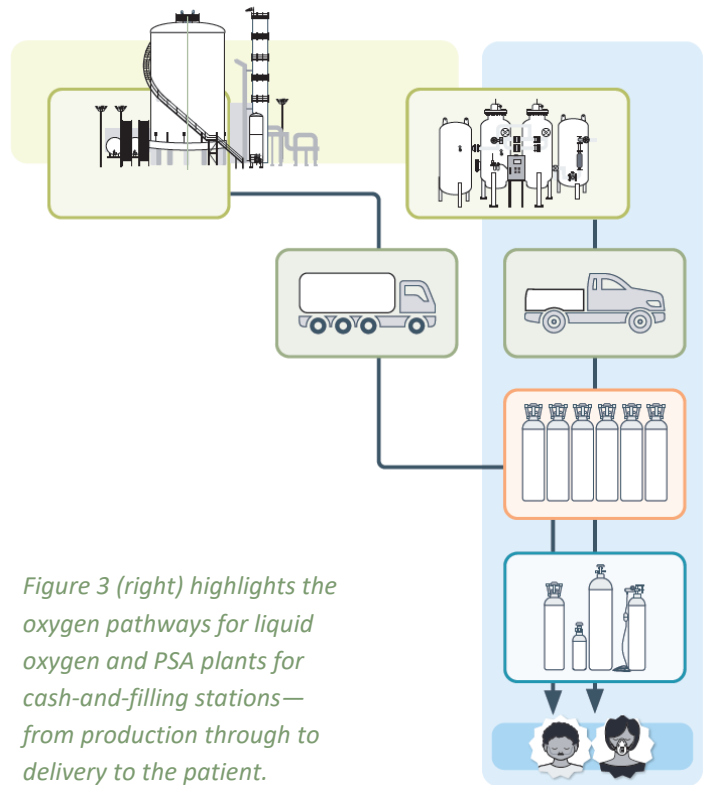 Figure 3 (right) highlights the
oxygen pathways for liquid
oxygen and PSA plants for
cash-and-filling stations—
from production through to
delivery to the patient.